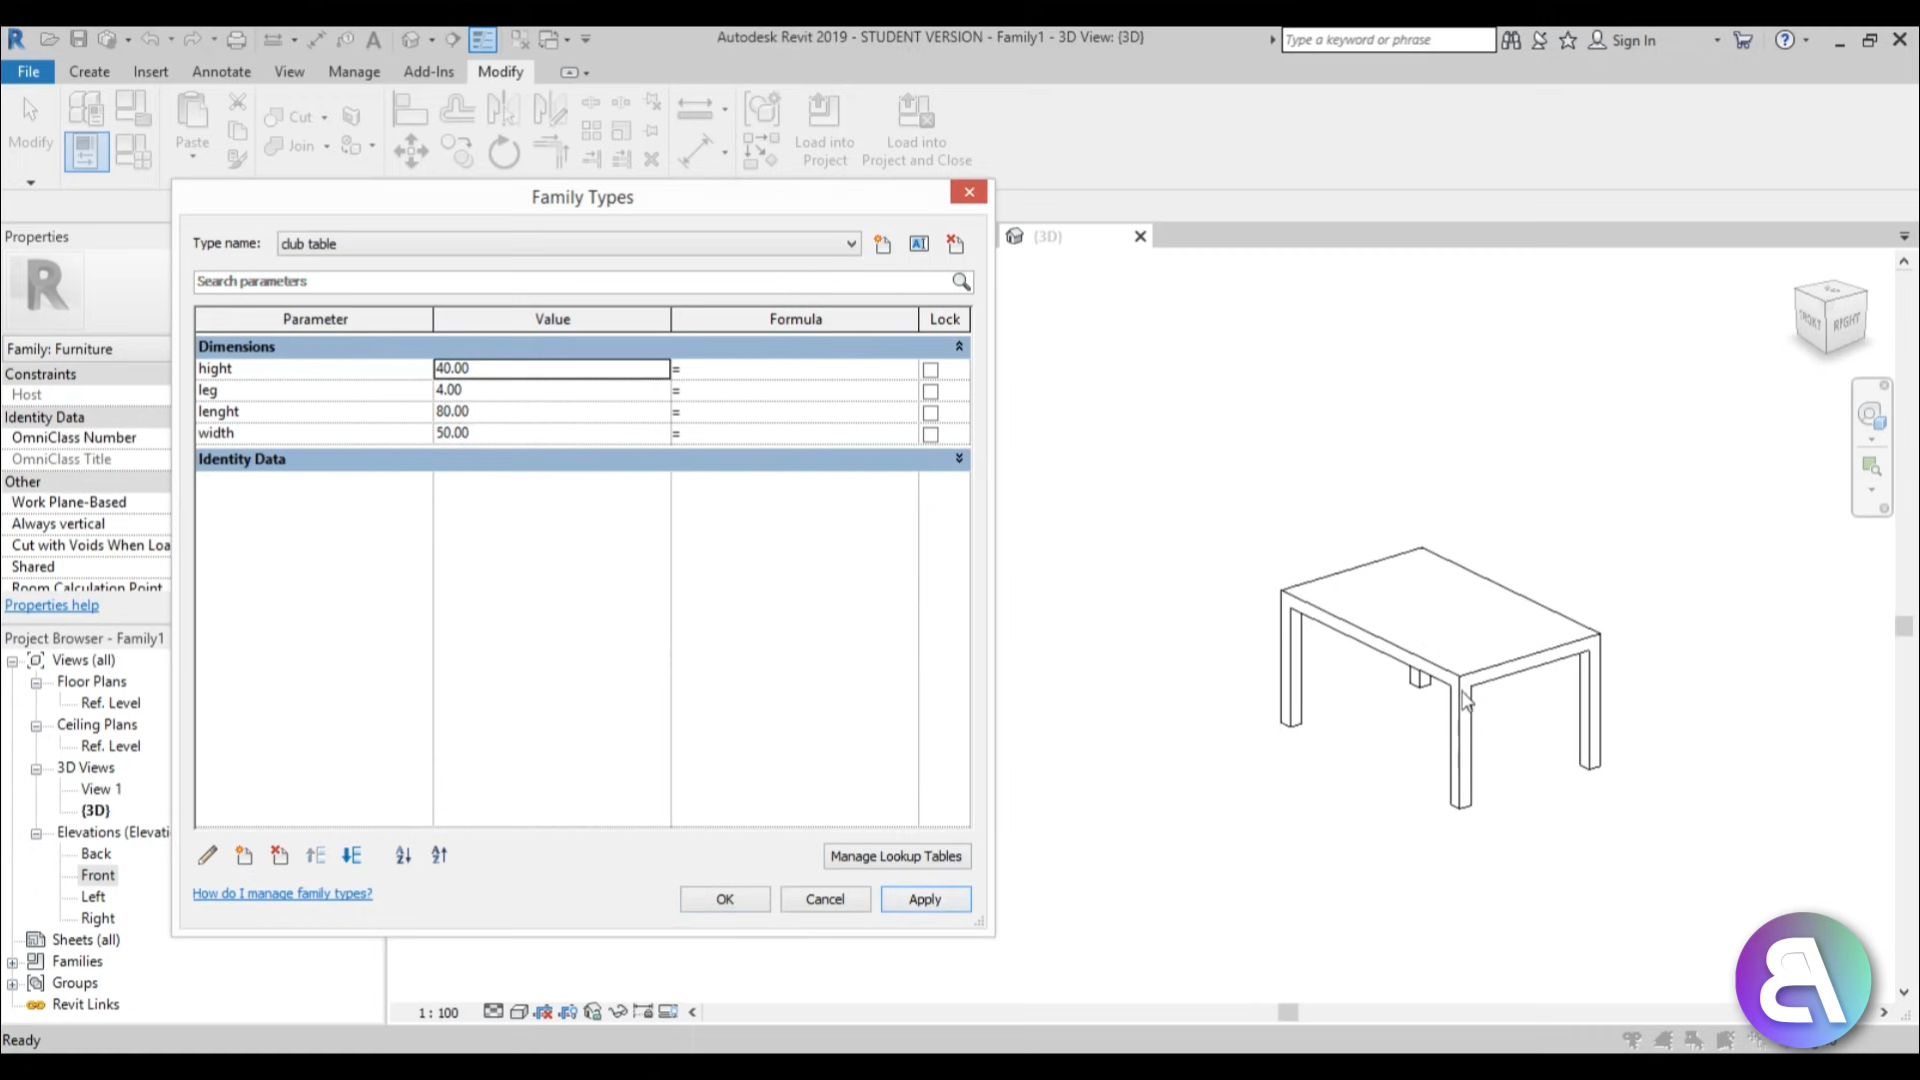 Autodesk Revit 2019 - STUDENT VERSION - Family1 - 3D View: {3D}
Type a keyword or phrase
Sign In
File Create Insert Annotate View Manage Add-Ins Modify
Modify
Paste
Cut
Join
Load into
Project
Load into
Project and Close
Family Types
Type name: club table
Search parameters
Parameter Value Formula Lock
Dimensions
hight 40.00 =
leg 4.00 =
lenght 80.00 =
width 50.00 =
Identity Data
Manage Lookup Tables
How do I manage family types?
OK Cancel Apply
Properties
R
Family: Furniture
Constraints
Host
Identity Data
OmniClass Number
OmniClass Title
Other
Work Plane-Based
Always vertical
Cut with Voids When Loa
Shared
Room Calculation Point
Properties help
Project Browser - Family1
Views (all)
Floor Plans
Ref. Level
Ceiling Plans
Ref. Level
3D Views
View 1
{3D}
Elevations (Elevati
Back
Front
Left
Right
Sheets (all)
Families
Groups
Revit Links
{3D}
FRONT
RIGHT
1 : 100
Ready